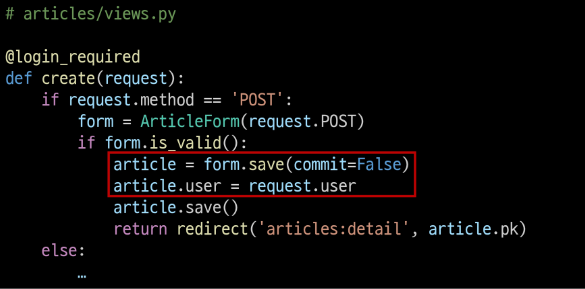 # articles/views.py
@login_required
def create(request):
    if request.method == 'POST':
        form = ArticleForm(request.POST)
        if form.is_valid():
            article = form.save(commit=False)
            article.user = request.user
            article.save()
            return redirect('articles:detail', article.pk)
    else:
        …